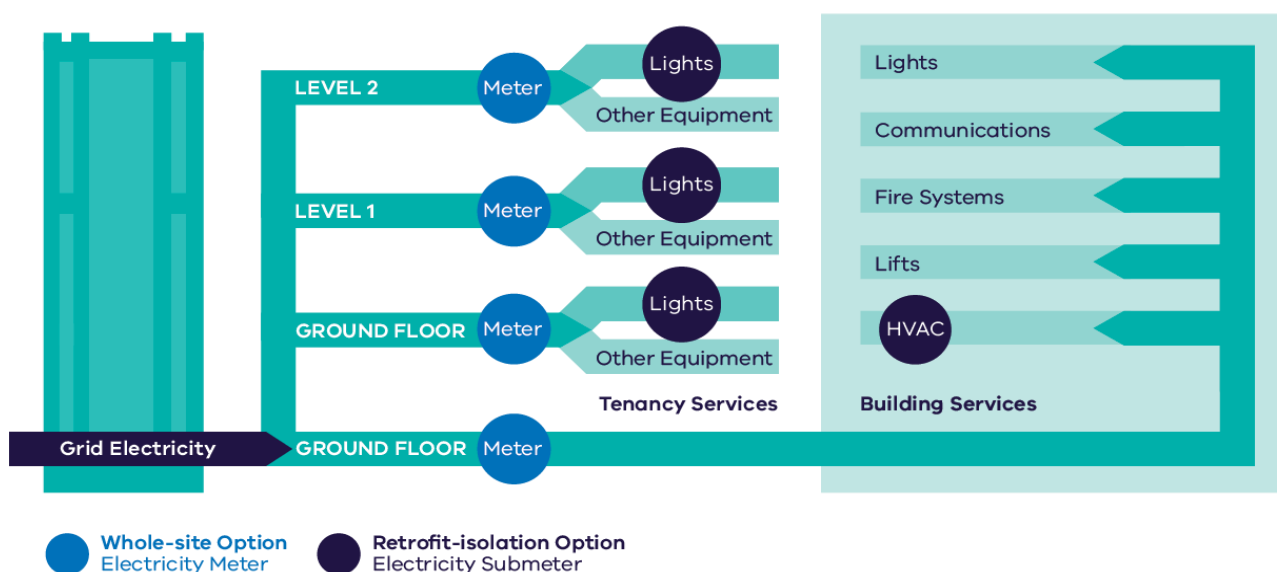 LEVEL 2
Meter
Lights
Other Equipment
LEVEL 1
Meter
Lights
Other Equipment
GROUND FLOOR
Meter
Lights
Other Equipment
Tenancy Services
Lights
Communications
Fire Systems
Lifts
HVAC
Building Services
Grid Electricity
GROUND FLOOR
Meter
Whole-site Option
Electricity Meter
Retrofit-isolation Option
Electricity Submeter